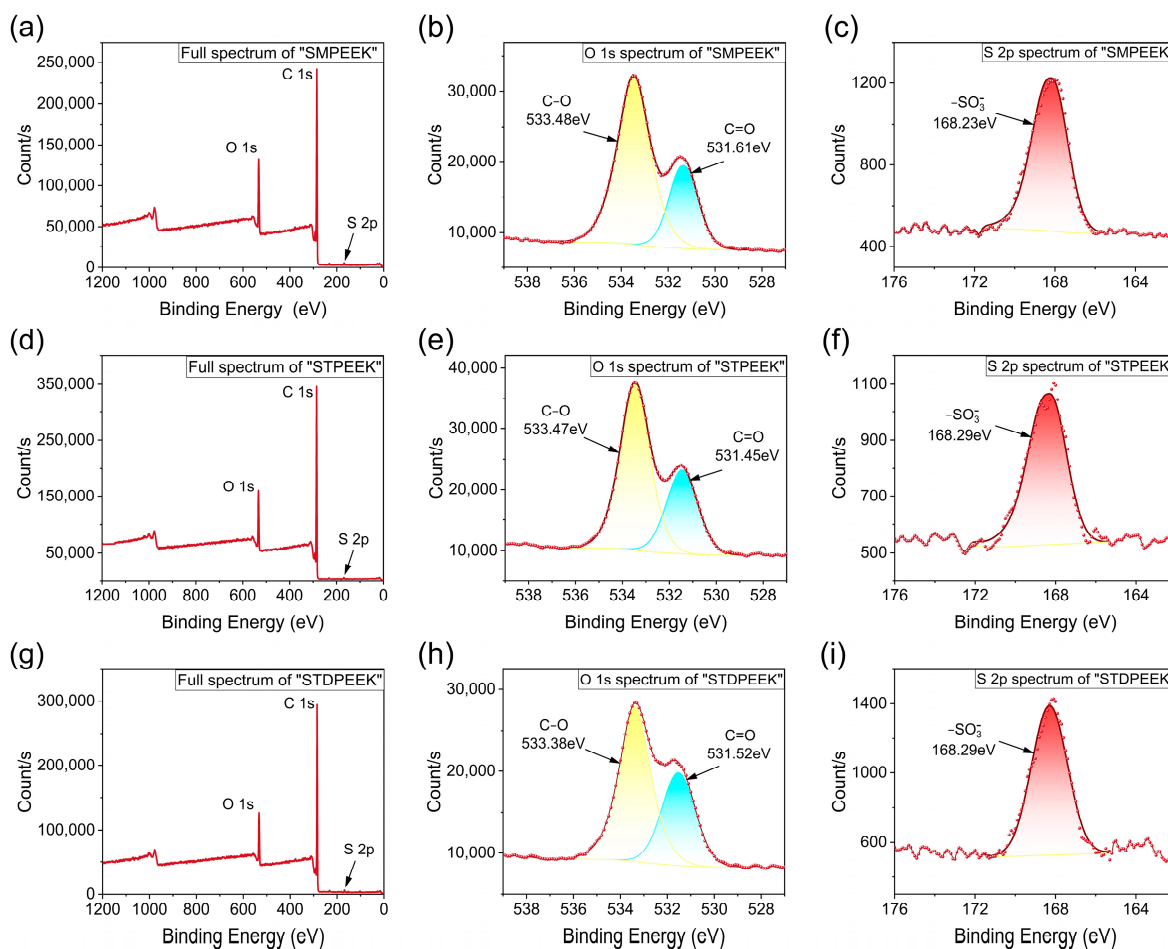 (a)
Full spectrum of "SMPEEK"
C 1s
O 1s
S 2p
250,000
200,000
150,000
100,000
50,000
0
Count/s
1200 1000 800 600 400 200 0
Binding Energy (eV)
(b)
O 1s spectrum of "SMPEEK"
C–O
533.48eV
C=O
531.61eV
30,000
20,000
10,000
Count/s
538 536 534 532 530 528
Binding Energy (eV)
(c)
S 2p spectrum of "SMPEEK"
–SO₃⁻
168.23eV
1200
800
400
Count/s
176 172 168 164
Binding Energy (eV)
(d)
Full spectrum of "STPEEK"
C 1s
O 1s
S 2p
350,000
250,000
150,000
50,000
Count/s
1200 1000 800 600 400 200 0
Binding Energy (eV)
(e)
O 1s spectrum of "STPEEK"
C–O
533.47eV
C=O
531.45eV
40,000
30,000
20,000
10,000
Count/s
538 536 534 532 530 528
Binding Energy (eV)
(f)
S 2p spectrum of "STPEEK"
–SO₃⁻
168.29eV
1100
900
700
500
Count/s
176 172 168 164
Binding Energy (eV)
(g)
Full spectrum of "STDPEEK"
C 1s
O 1s
S 2p
300,000
200,000
100,000
0
Count/s
1200 1000 800 600 400 200 0
Binding Energy (eV)
(h)
O 1s spectrum of "STDPEEK"
C–O
533.38eV
C=O
531.52eV
30,000
20,000
10,000
Count/s
538 536 534 532 530 528
Binding Energy (eV)
(i)
S 2p spectrum of "STDPEEK"
–SO₃⁻
168.29eV
1400
1000
600
Count/s
176 172 168 164
Binding Energy (eV)